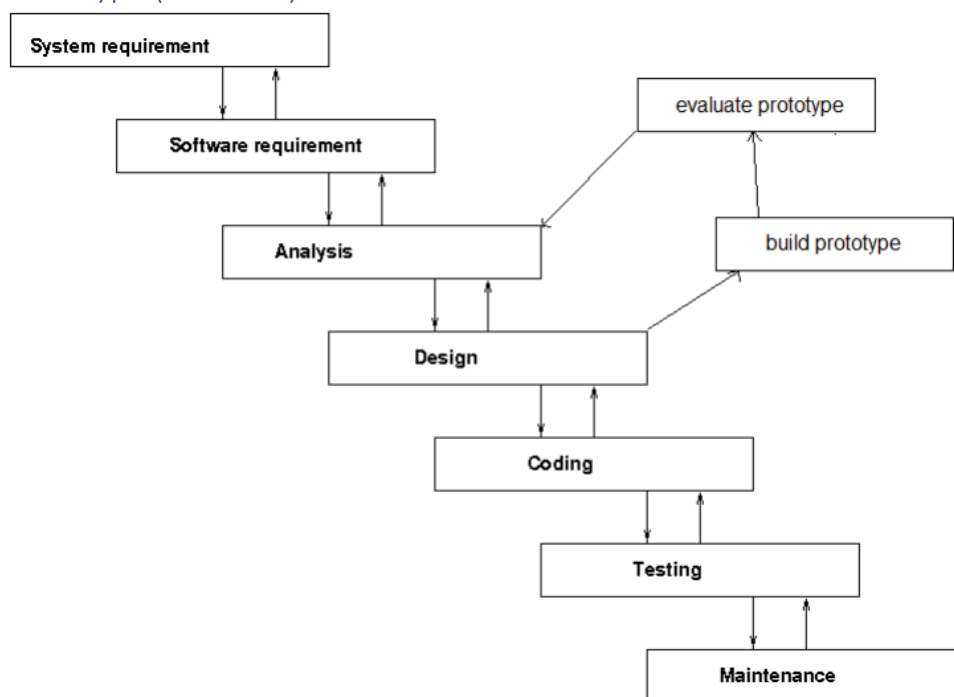 System requirement
evaluate prototype
Software requirement
build prototype
Analysis
Design
Coding
Testing
Maintenance